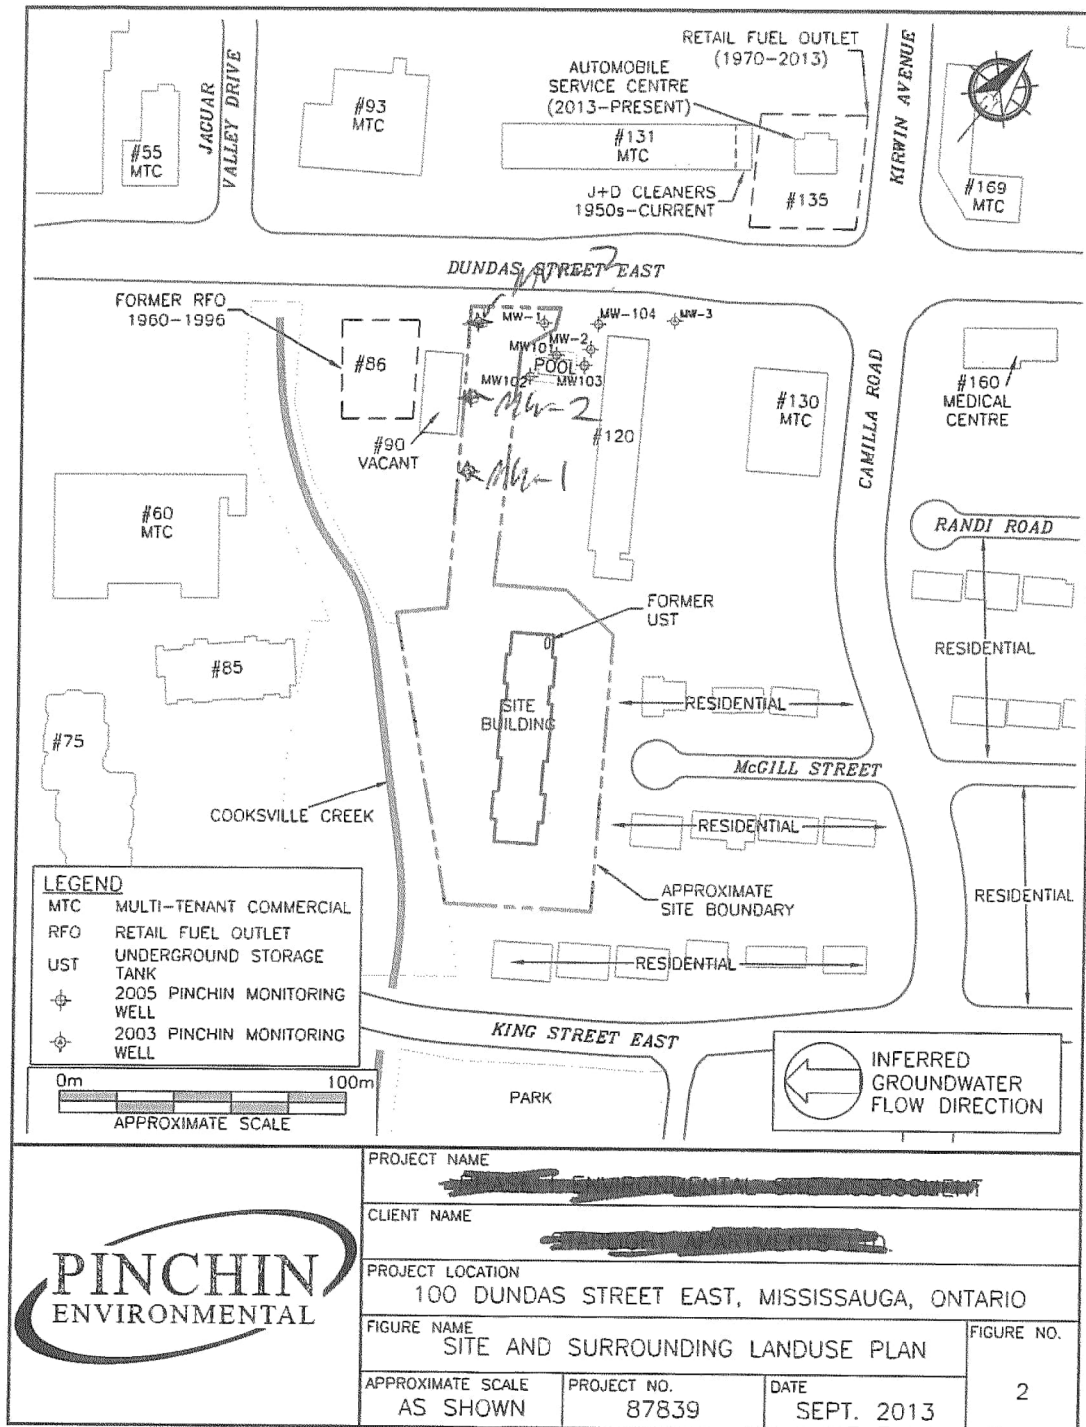 RETAIL FUEL OUTLET
(1970-2013)
AUTOMOBILE
SERVICE CENTRE
(2013-PRESENT)
KIRWIN AVENUE
JAGUAR
VALLEY DRIVE
#93
MTC
#55
MTC
#131
MTC
J+D CLEANERS
1950s-CURRENT
#135
#169
MTC
DUNDAS STREET EAST
FORMER RFO
1960-1996
MW-1
MW-104
MW-3
MW-2
MW101
POOL
MW102
MW103
#86
MW-2
#90
VACANT
#120
#130
MTC
CAMILLA ROAD
#160
MEDICAL
CENTRE
MW-1
#60
MTC
RANDI ROAD
FORMER
UST
RESIDENTIAL
#85
SITE
BUILDING
RESIDENTIAL
#75
McGILL STREET
COOKSVILLE CREEK
RESIDENTIAL
APPROXIMATE
SITE BOUNDARY
RESIDENTIAL
RESIDENTIAL
LEGEND
MTC MULTI-TENANT COMMERCIAL
RFO RETAIL FUEL OUTLET
UST UNDERGROUND STORAGE
TANK
2005 PINCHIN MONITORING
WELL
2003 PINCHIN MONITORING
WELL
KING STREET EAST
0m 100m
APPROXIMATE SCALE
PARK
INFERRED
GROUNDWATER
FLOW DIRECTION
PINCHIN
ENVIRONMENTAL
PROJECT NAME
CLIENT NAME
PROJECT LOCATION
100 DUNDAS STREET EAST, MISSISSAUGA, ONTARIO
FIGURE NAME
SITE AND SURROUNDING LANDUSE PLAN
FIGURE NO.
2
APPROXIMATE SCALE
AS SHOWN
PROJECT NO.
87839
DATE
SEPT. 2013